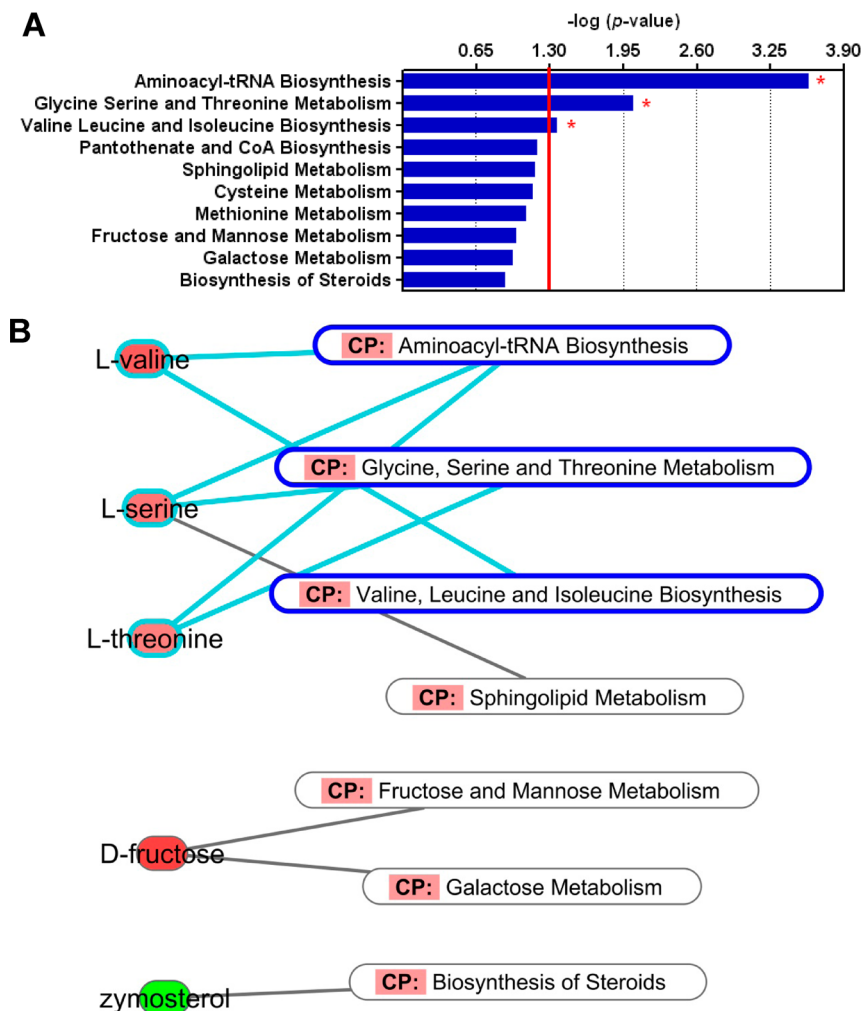 A
-log (p-value)
0.65 1.30 1.95 2.60 3.25 3.90
Aminoacyl-tRNA Biosynthesis *
Glycine Serine and Threonine Metabolism *
Valine Leucine and Isoleucine Biosynthesis *
Pantothenate and CoA Biosynthesis
Sphingolipid Metabolism
Cysteine Metabolism
Methionine Metabolism
Fructose and Mannose Metabolism
Galactose Metabolism
Biosynthesis of Steroids
B
L-valine
CP: Aminoacyl-tRNA Biosynthesis
CP: Glycine, Serine and Threonine Metabolism
L-serine
CP: Valine, Leucine and Isoleucine Biosynthesis
L-threonine
CP: Sphingolipid Metabolism
CP: Fructose and Mannose Metabolism
D-fructose
CP: Galactose Metabolism
CP: Biosynthesis of Steroids
zymosterol